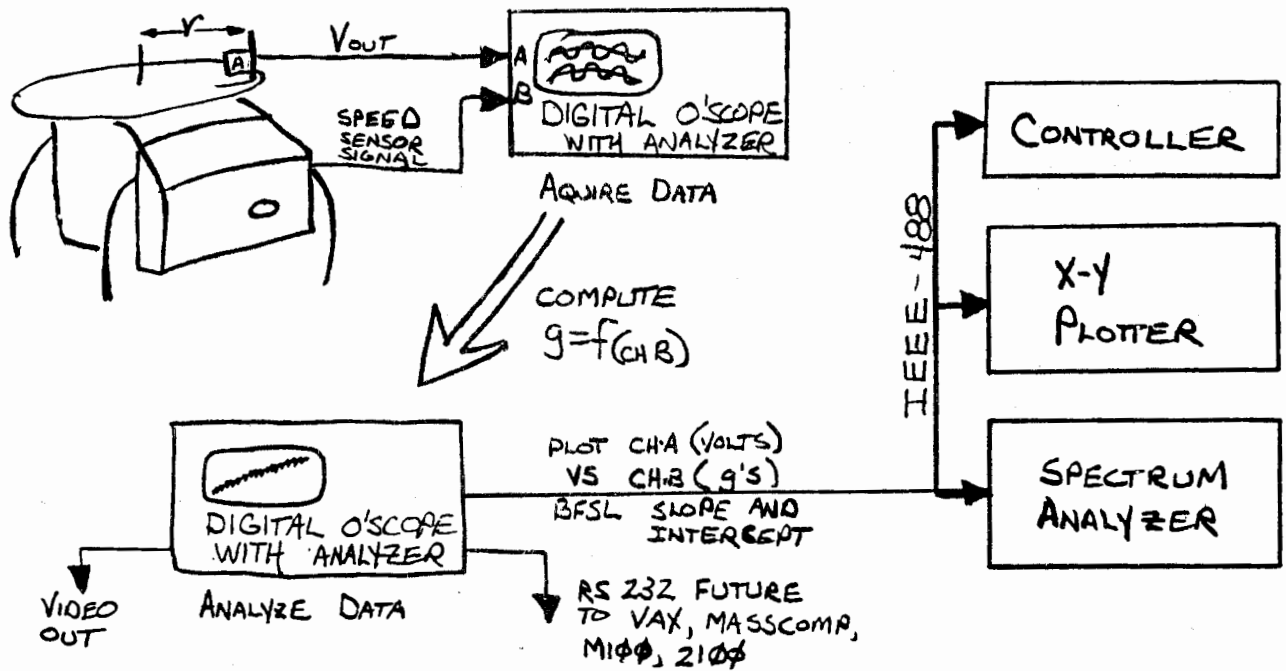 r
A
VOUT
A
B
SPEED
SENSOR
SIGNAL
DIGITAL O'SCOPE
WITH ANALYZER
AQUIRE DATA
COMPUTE
g=f(CH B)
CONTROLLER
IEEE-488
X-Y
PLOTTER
SPECTRUM
ANALYZER
PLOT CH.A (VOLTS)
VS CH.B (g'S)
BFSL SLOPE AND
INTERCEPT
DIGITAL O'SCOPE
WITH ANALYZER
ANALYZE DATA
VIDEO
OUT
RS 232 FUTURE
TO VAX, MASSCOMP,
M1ØØ, 21ØØ